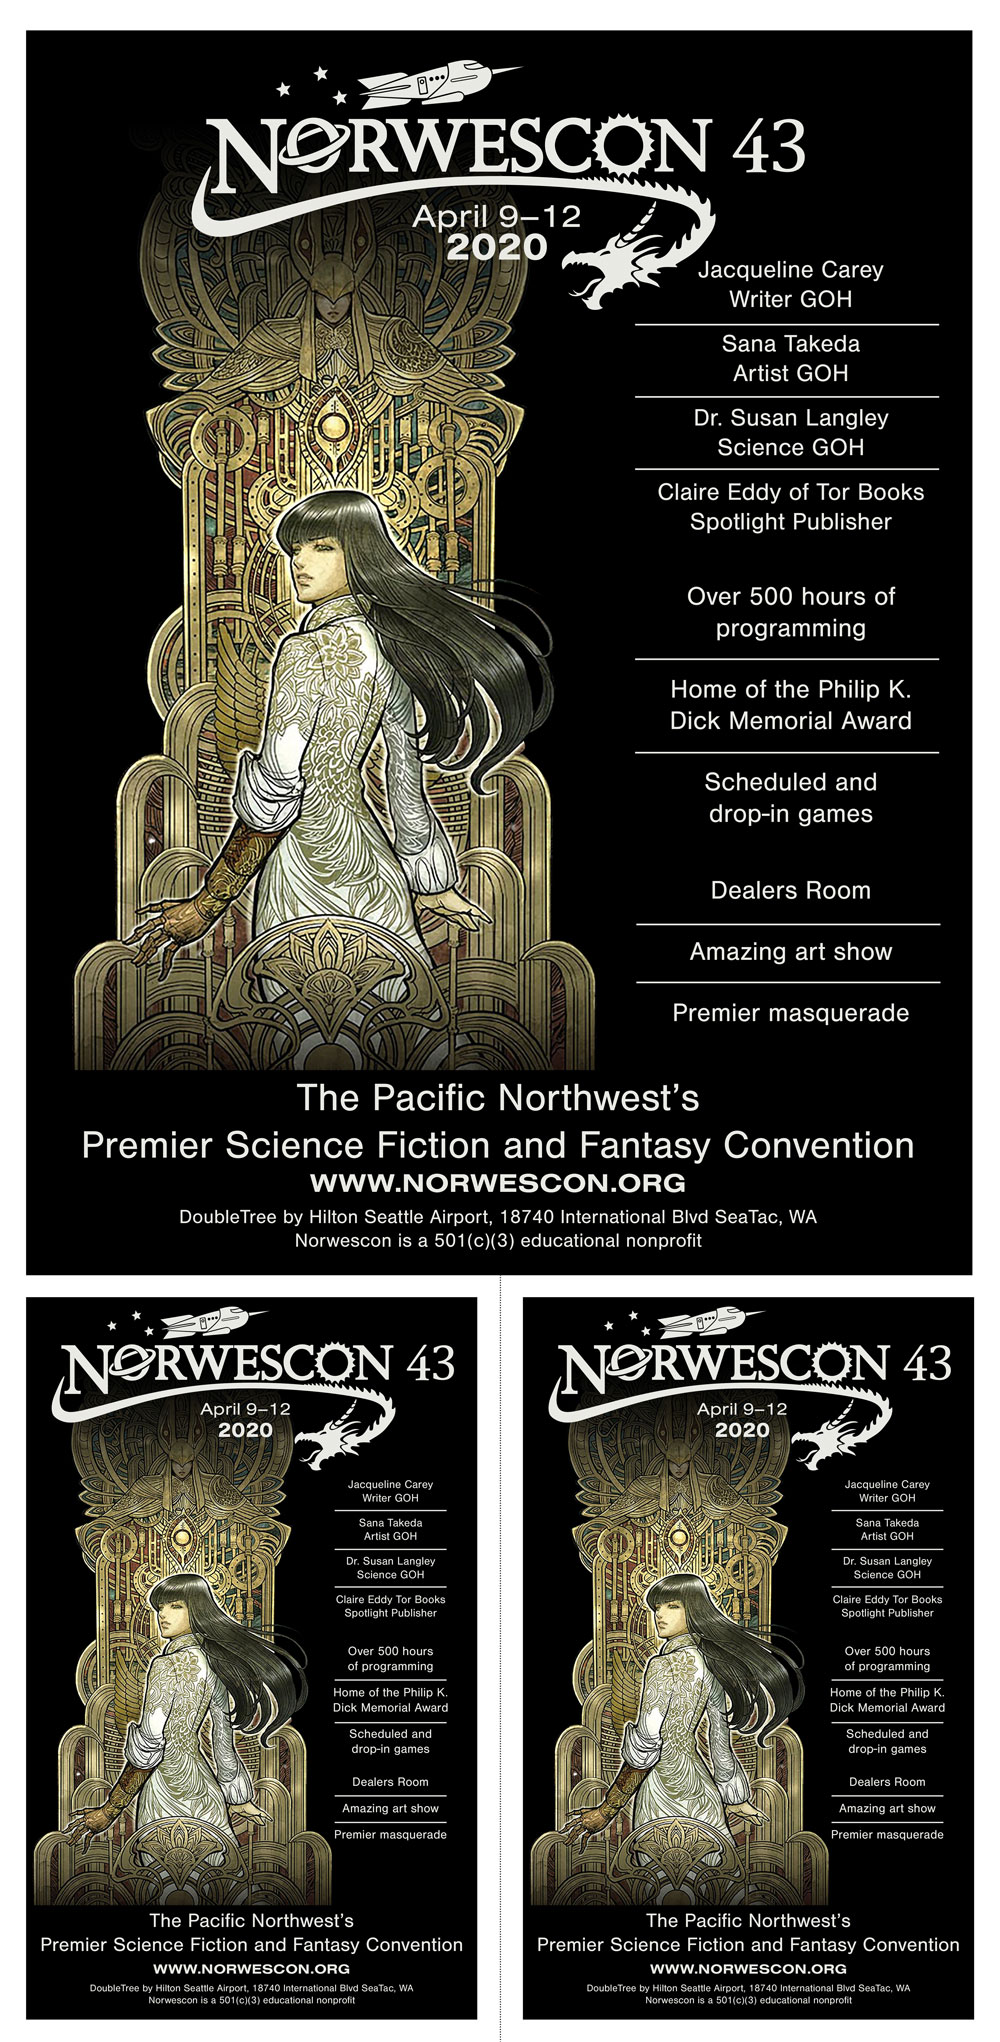 NORWESCON 43
April 9–12
2020
Jacqueline Carey
Writer GOH
Sana Takeda
Artist GOH
Dr. Susan Langley
Science GOH
Claire Eddy of Tor Books
Spotlight Publisher
Over 500 hours of
programming
Home of the Philip K.
Dick Memorial Award
Scheduled and
drop-in games
Dealers Room
Amazing art show
Premier masquerade
The Pacific Northwest’s
Premier Science Fiction and Fantasy Convention
WWW.NORWESCON.ORG
DoubleTree by Hilton Seattle Airport, 18740 International Blvd SeaTac, WA
Norwescon is a 501(c)(3) educational nonprofit
NORWESCON 43
April 9–12
2020
Jacqueline Carey
Writer GOH
Sana Takeda
Artist GOH
Dr. Susan Langley
Science GOH
Claire Eddy Tor Books
Spotlight Publisher
Over 500 hours
of programming
Home of the Philip K.
Dick Memorial Award
Scheduled and
drop-in games
Dealers Room
Amazing art show
Premier masquerade
The Pacific Northwest’s
Premier Science Fiction and Fantasy Convention
WWW.NORWESCON.ORG
DoubleTree by Hilton Seattle Airport, 18740 International Blvd SeaTac, WA
Norwescon is a 501(c)(3) educational nonprofit
NORWESCON 43
April 9–12
2020
Jacqueline Carey
Writer GOH
Sana Takeda
Artist GOH
Dr. Susan Langley
Science GOH
Claire Eddy Tor Books
Spotlight Publisher
Over 500 hours
of programming
Home of the Philip K.
Dick Memorial Award
Scheduled and
drop-in games
Dealers Room
Amazing art show
Premier masquerade
The Pacific Northwest’s
Premier Science Fiction and Fantasy Convention
WWW.NORWESCON.ORG
DoubleTree by Hilton Seattle Airport, 18740 International Blvd SeaTac, WA
Norwescon is a 501(c)(3) educational nonprofit